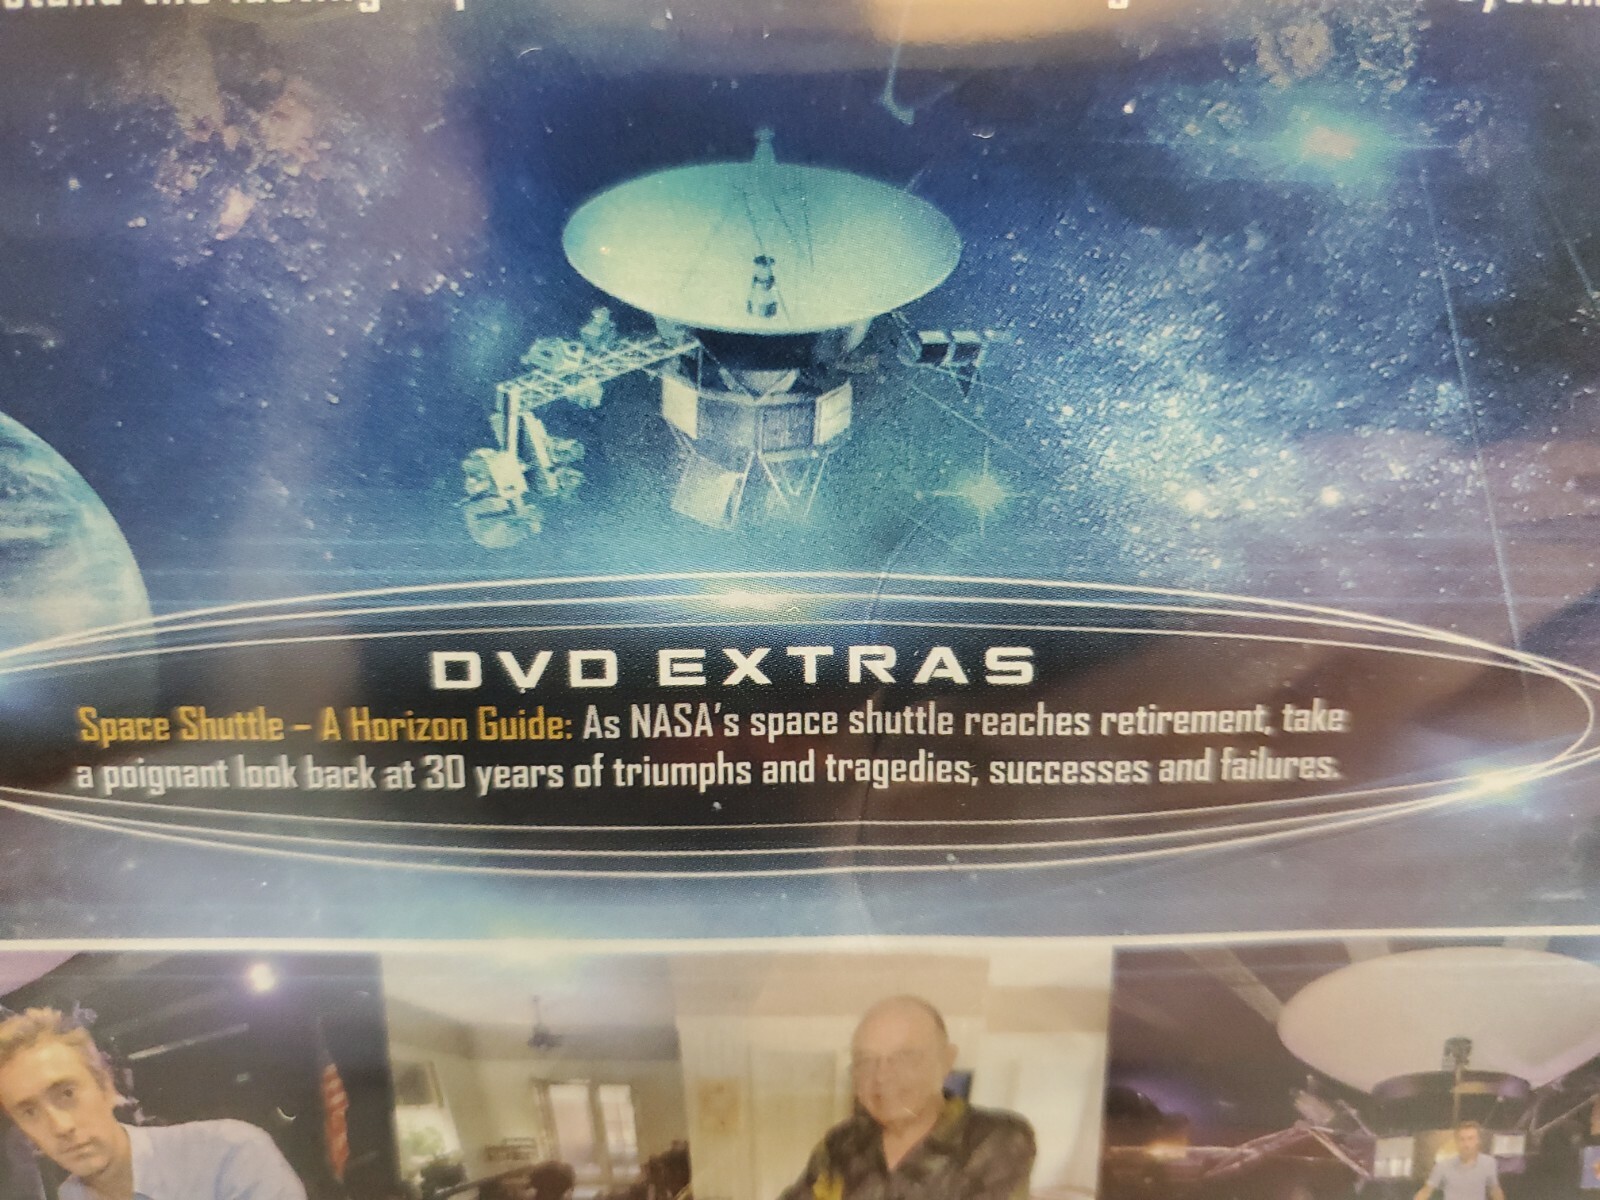 DVD EXTRAS
Space Shuttle – A Horizon Guide: As NASA's space shuttle reaches retirement, take
a poignant look back at 30 years of triumphs and tragedies, successes and failures.